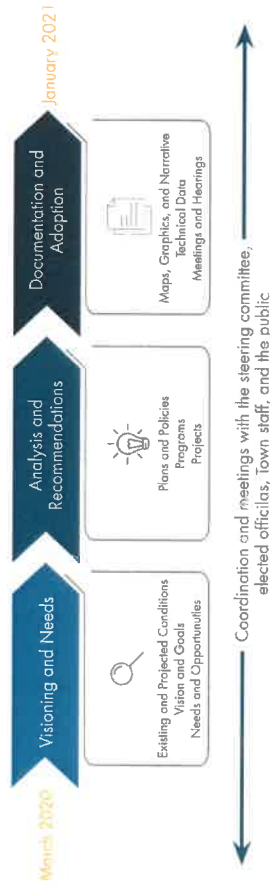 March 2020
January 2021
Visioning and Needs
Existing and Projected Conditions
Vision and Goals
Needs and Opportunuties
Analysis and
Recommendations
Plans and Policies
Programs
Projects
Documentation and
Adoption
Maps, Graphics, and Narrative
Technical Data
Meetings and Hearings
Coordination and meetings with the steering committee,
elected officilas, Town staff, and the public